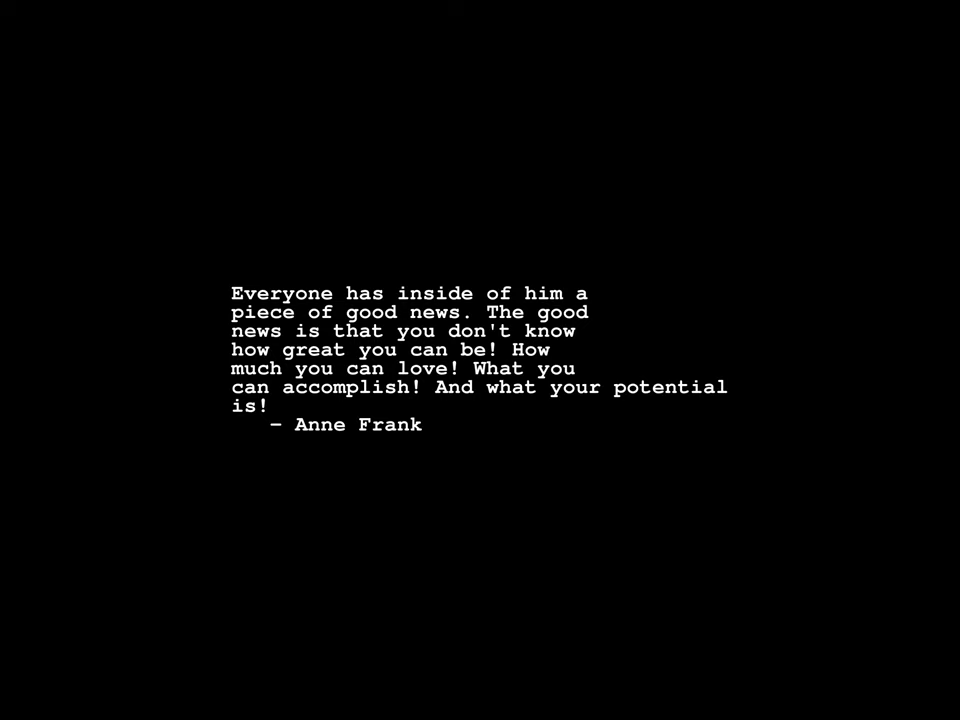 Everyone has inside of him a
piece of good news. The good
news is that you don't know
how great you can be! How
much you can love! What you
can accomplish! And what your potential
is!
– Anne Frank